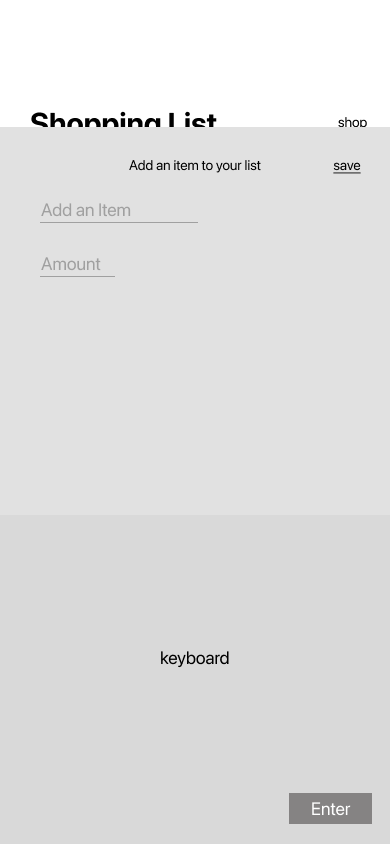 Shopping List
shop
Add an item to your list
save
Add an Item
Amount
keyboard
Enter